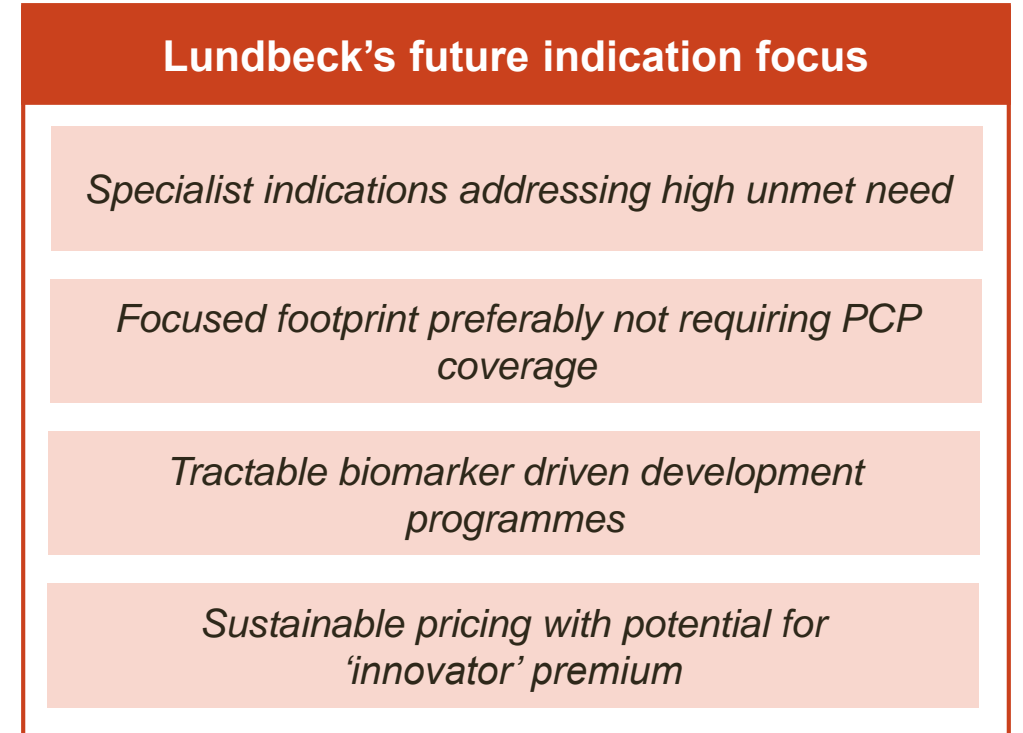 Lundbeck’s future indication focus
Specialist indications addressing high unmet need
Focused footprint preferably not requiring PCP
coverage
Tractable biomarker driven development
programmes
Sustainable pricing with potential for
‘innovator’ premium